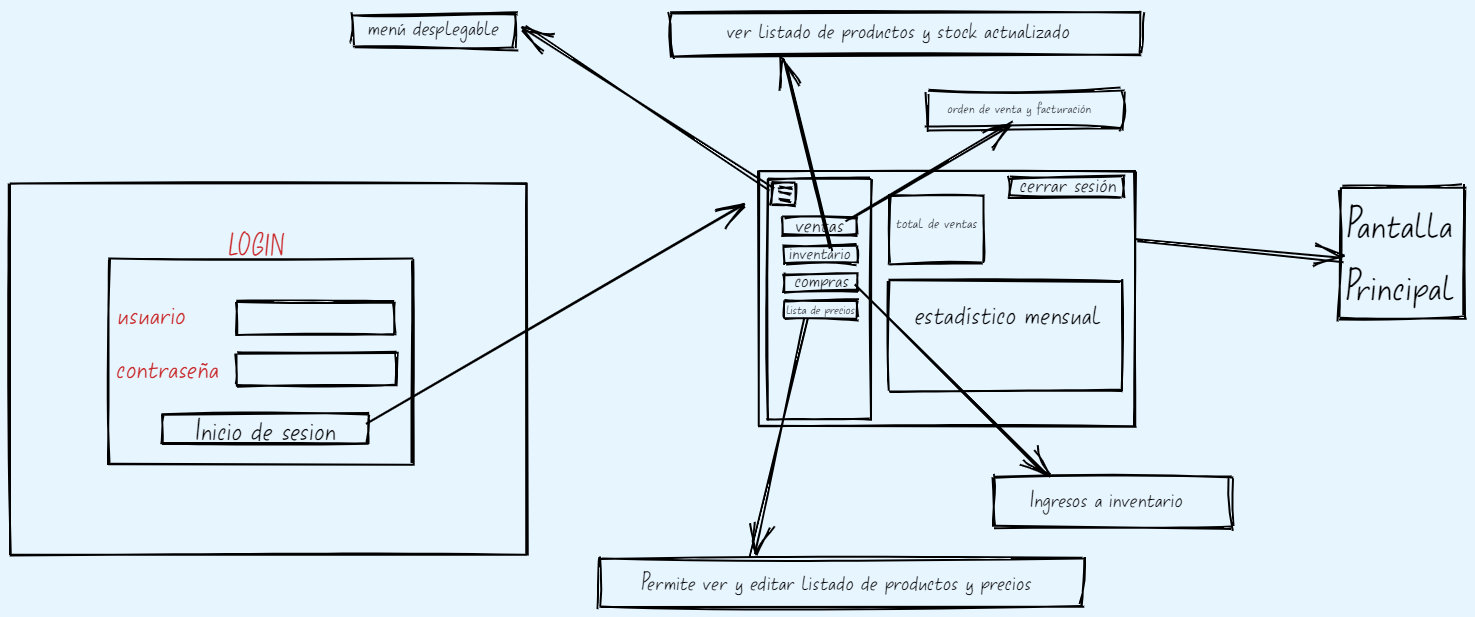 menú desplegable
ver listado de productos y stock actualizado
orden de venta y facturación
LOGIN
usuario
contraseña
Inicio de sesion
cerrar sesión
ventas
inventario
compras
lista de precios
total de ventas
estadístico mensual
Pantalla
Principal
Ingresos a inventario
Permite ver y editar listado de productos y precios